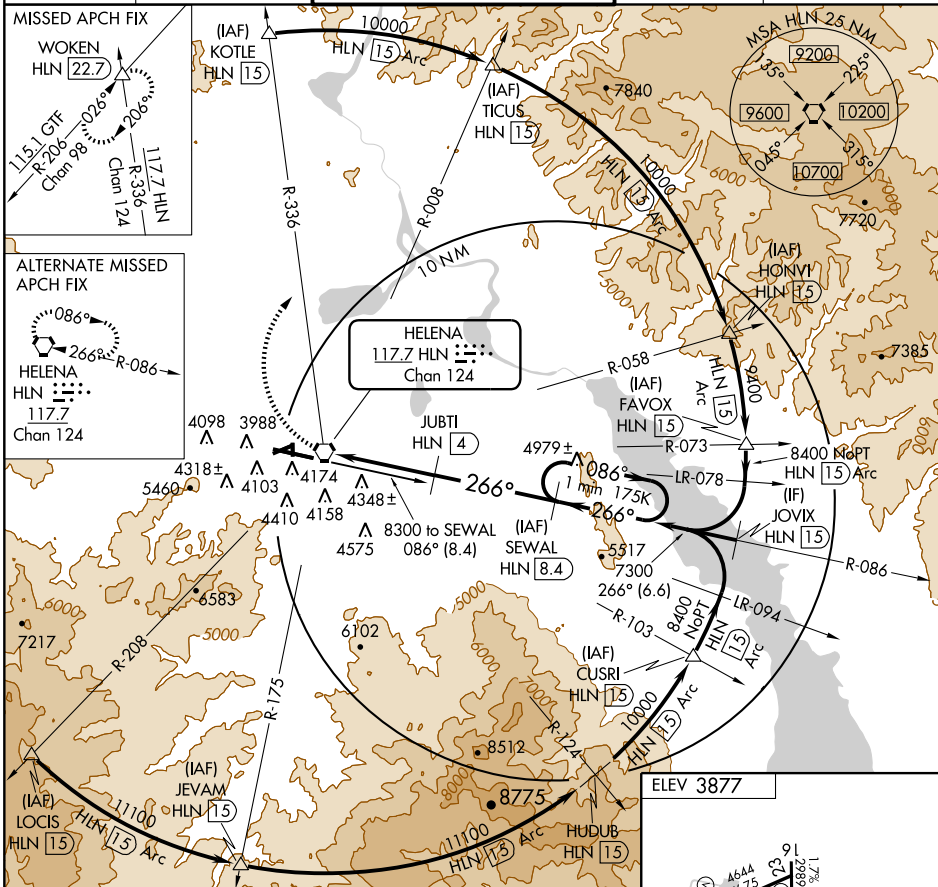 MISSED APCH FIX
WOKEN
HLN 22.7
026°
206°
115.1 GTF
R-206
Chan 98
117.7 HLN
R-336
Chan 124
ALTERNATE MISSED
APCH FIX
086°
266°
R-086
HELENA
HLN
117.7
Chan 124
(IAF)
KOTLE
HLN 15
10000
HLN 15 Arc
(IAF)
TICUS
HLN 15
7840
MSA HLN 25 NM
9200
135°
225°
9600
10200
045°
315°
10700
10000
HLN 15 Arc
6000
7000
7720
R-336
R-008
10 NM
5000
(IAF)
HONVI
HLN 15
7385
HELENA
117.7 HLN
Chan 124
R-058
9400
HLN 15
Arc
(IAF)
FAVOX
HLN 15
R-073
8400 NoPT
HLN 15 Arc
JUBTI
HLN 4
4098
3988
4318±
4103
4174
4348±
5460
4410
4158
4575
4979±
086°
1 min
175K
LR-078
266°
266°
(IF)
JOVIX
HLN 15
8300 to SEWAL
086° (8.4)
(IAF)
SEWAL
HLN 8.4
5517
7300
266° (6.6)
R-086
LR-094
R-103
8400
NoPT
HLN
15
Arc
6583
5000
6000
7217
R-208
6102
5000
R-175
(IAF)
CUSRI
HLN 15
10000
HLN 15 Arc
7000
R-124
8512
8775
8000
(IAF)
LOCIS
HLN 15
11100
HLN 15 Arc
(IAF)
JEVAM
HLN 15
11100
HLN 15 Arc
HUDUB
HLN 15
ELEV 3877
4644
23